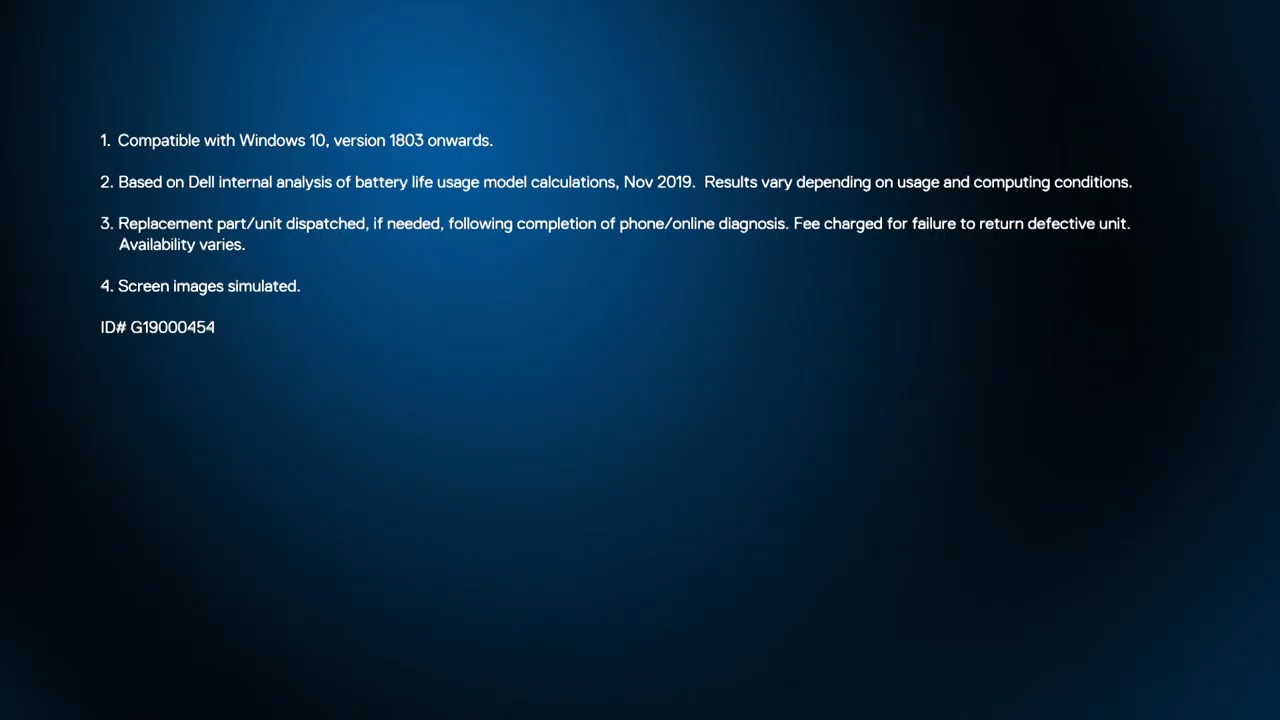 1. Compatible with Windows 10, version 1803 onwards.
2. Based on Dell internal analysis of battery life usage model calculations, Nov 2019.  Results vary depending on usage and computing conditions.
3. Replacement part/unit dispatched, if needed, following completion of phone/online diagnosis. Fee charged for failure to return defective unit.
Availability varies.
4. Screen images simulated.
ID# G19000454